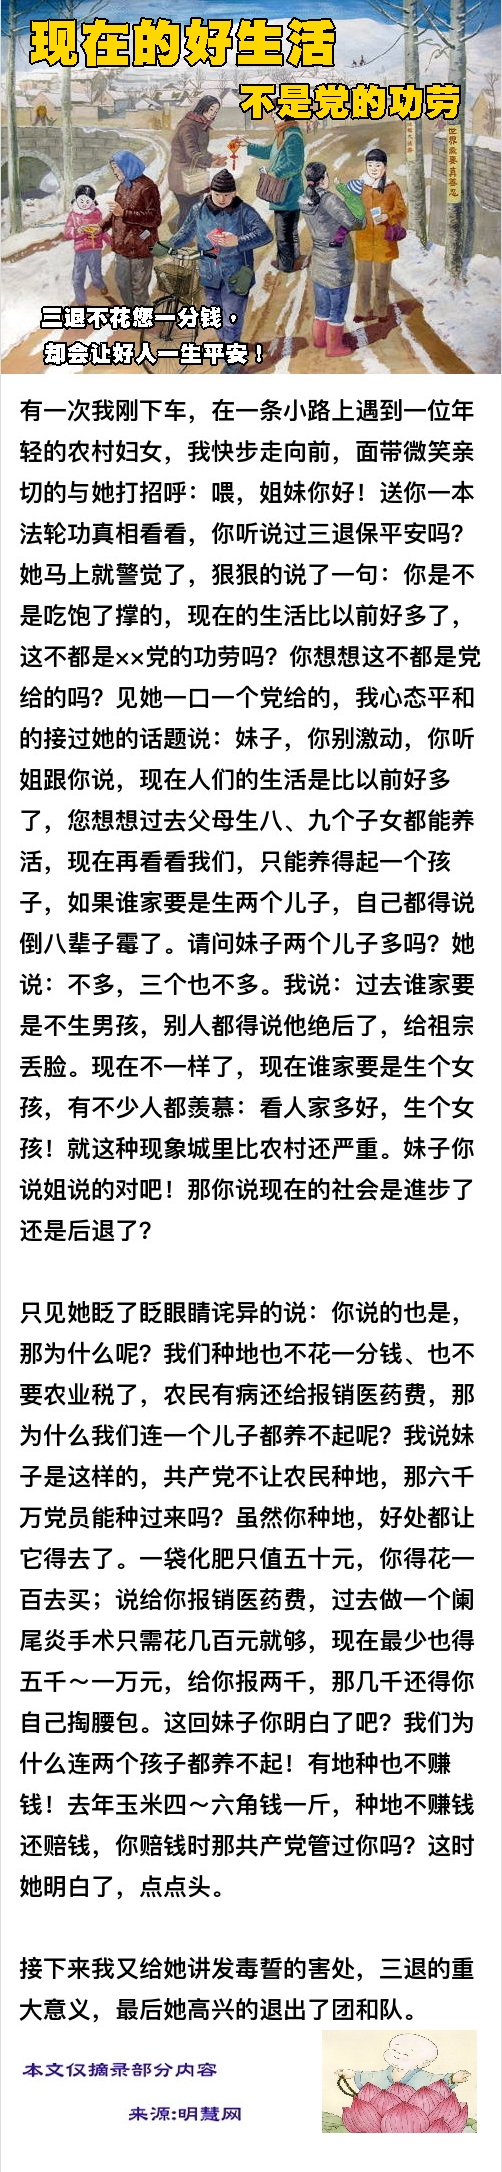 现在的好生活
不是党的功劳
世界需要真善忍
三退不花您一分钱，
却会让好人一生平安！
有一次我刚下车，在一条小路上遇到一位年
轻的农村妇女，我快步走向前，面带微笑亲
切的与她打招呼：喂，姐妹你好！送你一本
法轮功真相看看，你听说过三退保平安吗？
她马上就警觉了，狠狠的说了一句：你是不
是吃饱了撑的，现在的生活比以前好多了，
这不都是××党的功劳吗？你想想这不都是党
给的吗？见她一口一个党给的，我心态平和
的接过她的话题说：妹子，你别激动，你听
姐跟你说，现在人们的生活是比以前好多
了，您想想过去父母生八、九个子女都能养
活，现在再看看我们，只能养得起一个孩
子，如果谁家要是生两个儿子，自己都得说
倒八辈子霉了。请问妹子两个儿子多吗？她
说：不多，三个也不多。我说：过去谁家要
是不生男孩，别人都得说他绝后了，给祖宗
丢脸。现在不一样了，现在谁家要是生个女
孩，有不少人都羡慕：看人家多好，生个女
孩！就这种现象城里比农村还严重。妹子你
说姐说的对吧！那你说现在的社会是進步了
还是后退了？
只见她眨了眨眼睛诧异的说：你说的也是，
那为什么呢？我们种地也不花一分钱、也不
要农业税了，农民有病还给报销医药费，那
为什么我们连一个儿子都养不起呢？我说妹
子是这样的，共产党不让农民种地，那六千
万党员能种过来吗？虽然你种地，好处都让
它得去了。一袋化肥只值五十元，你得花一
百去买；说给你报销医药费，过去做一个阑
尾炎手术只需花几百元就够，现在最少也得
五千～一万元，给你报两千，那几千还得你
自己掏腰包。这回妹子你明白了吧？我们为
什么连两个孩子都养不起！有地种也不赚
钱！去年玉米四～六角钱一斤，种地不赚钱
还赔钱，你赔钱时那共产党管过你吗？这时
她明白了，点点头。
接下来我又给她讲发毒誓的害处，三退的重
大意义，最后她高兴的退出了团和队。
本文仅摘录部分内容
来源:明慧网